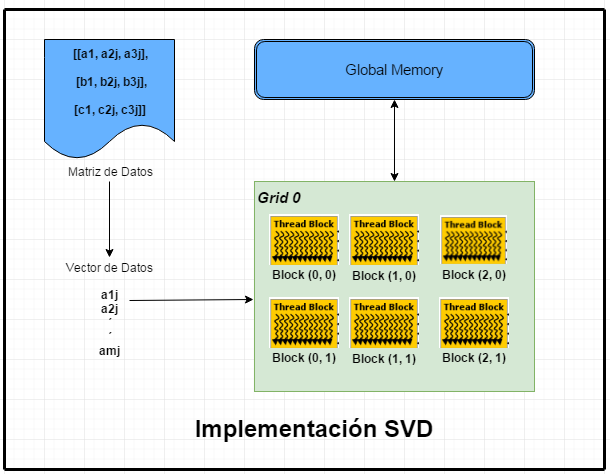 [[a1, a2j, a3j],
[b1, b2j, b3j],
[c1, c2j, c3j]]
Matriz de Datos
Vector de Datos
a1j
a2j
.
.
amj
Global Memory
Grid 0
Thread Block Thread Block Thread Block
Block (0, 0) Block (1, 0) Block (2, 0)
Thread Block Thread Block Thread Block
Block (0, 1) Block (1, 1) Block (2, 1)
Implementación SVD